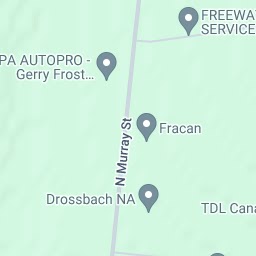 FREEWA
SERVICE
PA AUTOPRO -
Gerry Frost...
N Murray St
Fracan
Drossbach NA
TDL Cana